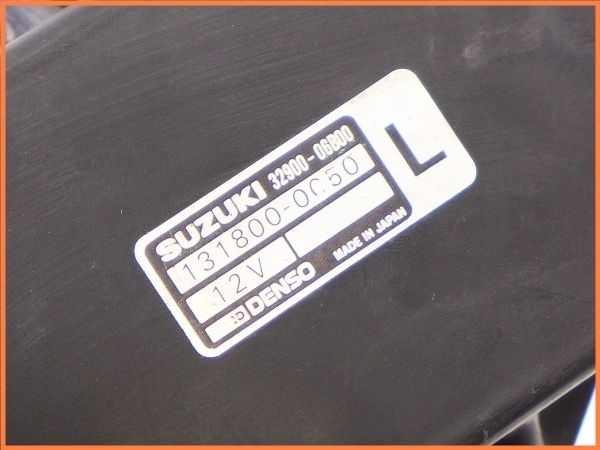 SUZUKI 32900-06B00
L
131800-0050
12V
DENSO MADE IN JAPAN